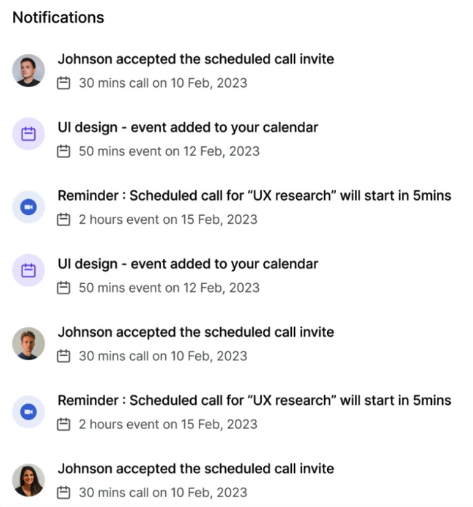 Notifications
Johnson accepted the scheduled call invite
30 mins call on 10 Feb, 2023
UI design - event added to your calendar
50 mins event on 12 Feb, 2023
Reminder : Scheduled call for “UX research” will start in 5mins
2 hours event on 15 Feb, 2023
UI design - event added to your calendar
50 mins event on 12 Feb, 2023
Johnson accepted the scheduled call invite
30 mins call on 10 Feb, 2023
Reminder : Scheduled call for “UX research” will start in 5mins
2 hours event on 15 Feb, 2023
Johnson accepted the scheduled call invite
30 mins call on 10 Feb, 2023